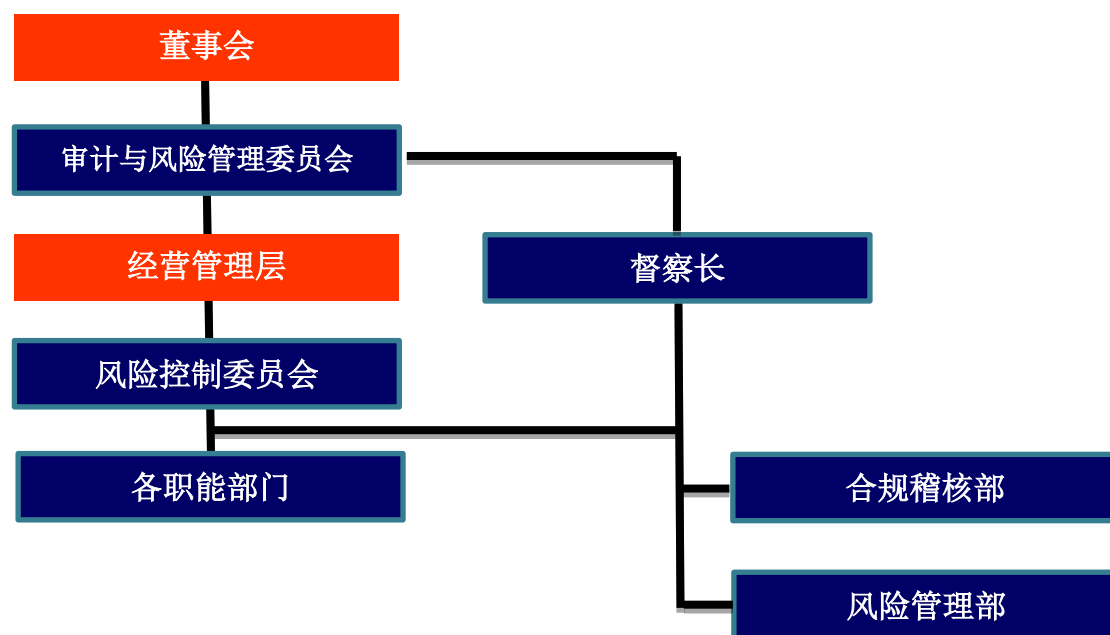 董事会
审计与风险管理委员会
经营管理层
督察长
风险控制委员会
各职能部门
合规稽核部
风险管理部